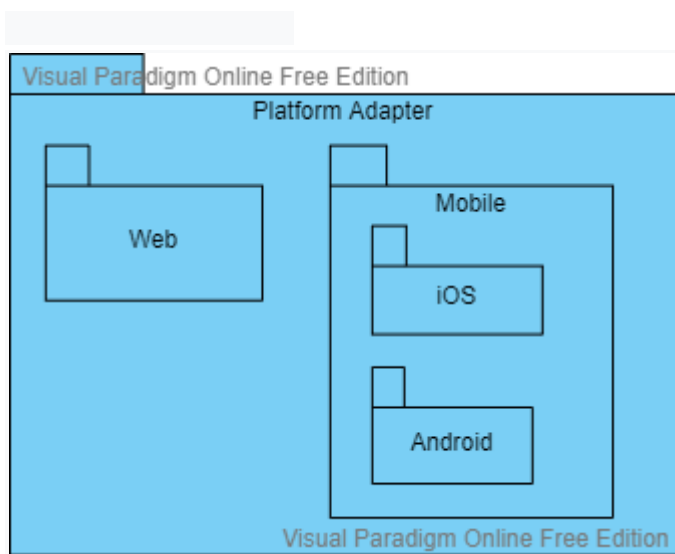 Visual Paradigm Online Free Edition
Platform Adapter
Web
Mobile
iOS
Android
Visual Paradigm Online Free Edition